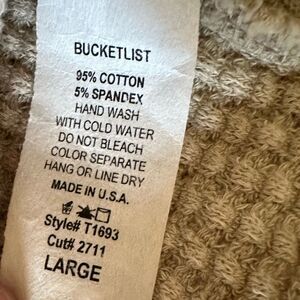 BUCKETLIST
95% COTTON
5% SPANDEX
HAND WASH
WITH COLD WATER
DO NOT BLEACH
COLOR SEPARATE
HANG OR LINE DRY
MADE IN U.S.A.
Style# T1693
Cut# 2711
LARGE